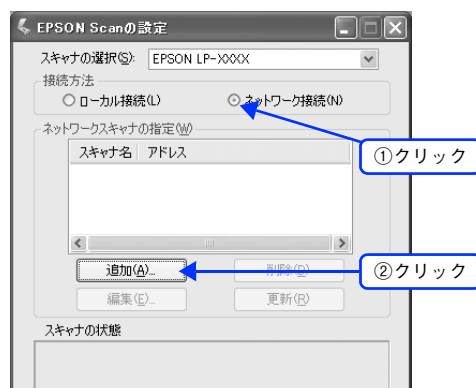 EPSON Scanの設定
スキャナの選択(S): EPSON LP-XXXX
接続方法
ローカル接続(L) ネットワーク接続(N)
ネットワークスキャナの指定(W)
スキャナ名 アドレス
①クリック
追加(A)... 削除(D)
②クリック
編集(E)... 更新(R)
スキャナの状態